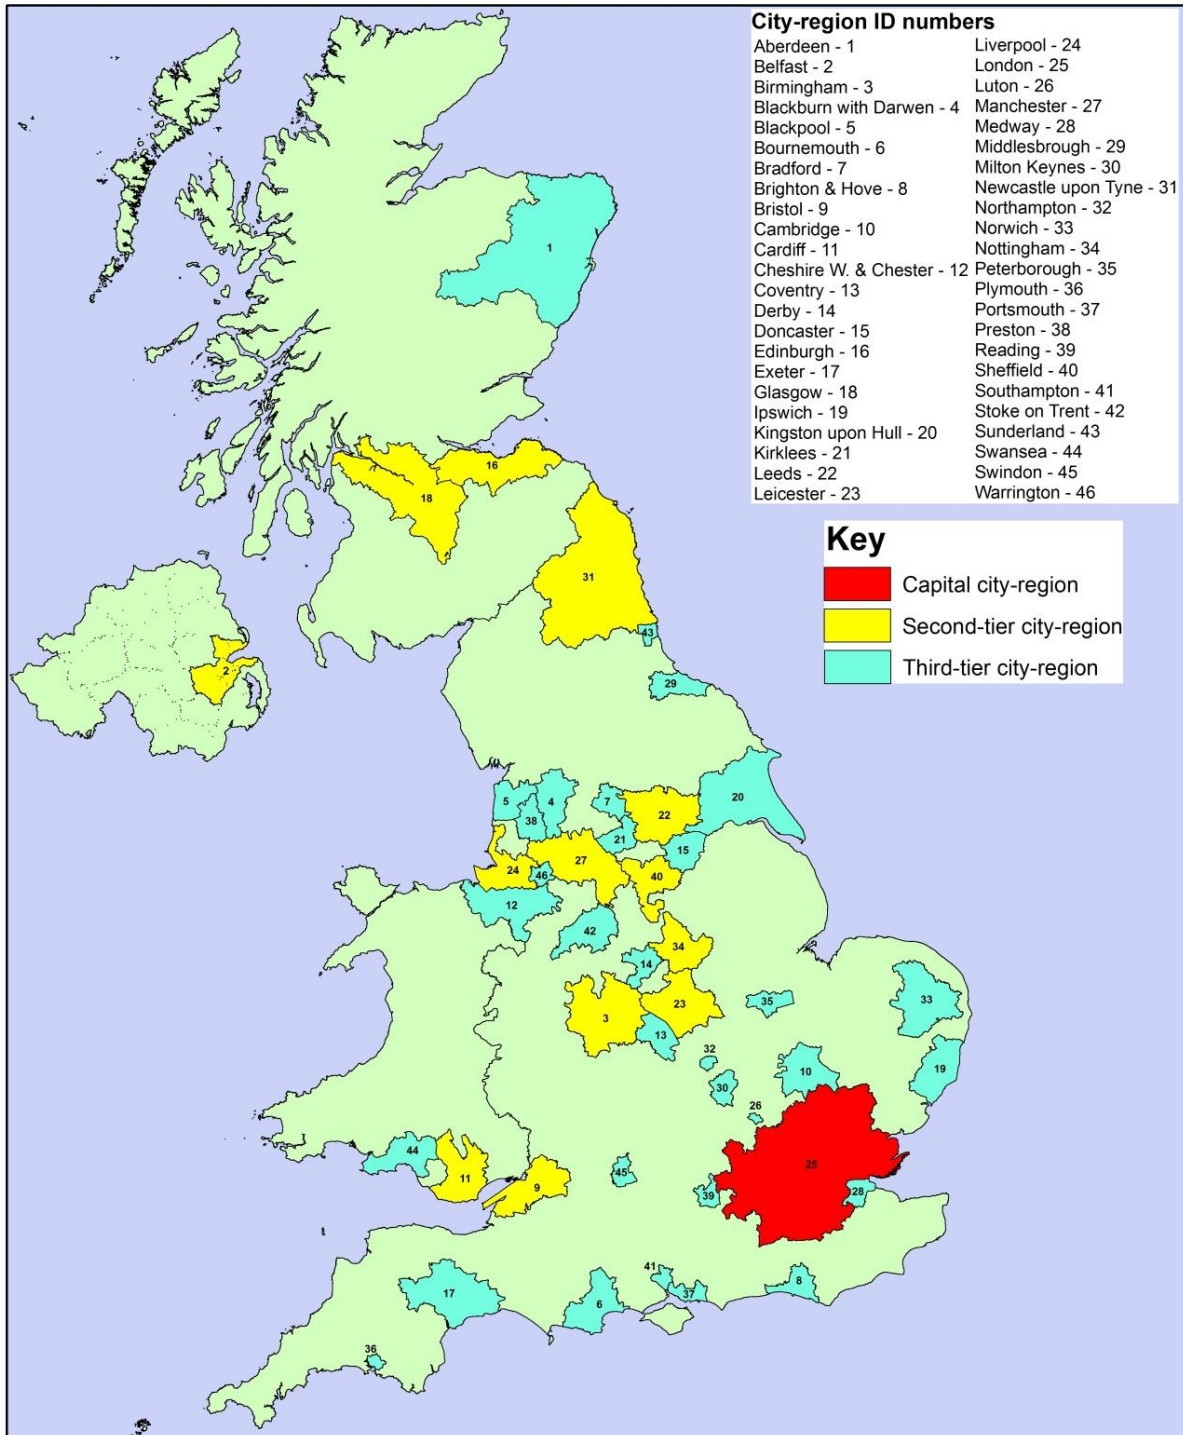 City-region ID numbers
Aberdeen - 1
Belfast - 2
Birmingham - 3
Blackburn with Darwen - 4
Blackpool - 5
Bournemouth - 6
Bradford - 7
Brighton & Hove - 8
Bristol - 9
Cambridge - 10
Cardiff - 11
Cheshire W. & Chester - 12
Coventry - 13
Derby - 14
Doncaster - 15
Edinburgh - 16
Exeter - 17
Glasgow - 18
Ipswich - 19
Kingston upon Hull - 20
Kirklees - 21
Leeds - 22
Leicester - 23
Liverpool - 24
London - 25
Luton - 26
Manchester - 27
Medway - 28
Middlesbrough - 29
Milton Keynes - 30
Newcastle upon Tyne - 31
Northampton - 32
Norwich - 33
Nottingham - 34
Peterborough - 35
Plymouth - 36
Portsmouth - 37
Preston - 38
Reading - 39
Sheffield - 40
Southampton - 41
Stoke on Trent - 42
Sunderland - 43
Swansea - 44
Swindon - 45
Warrington - 46
Key
Capital city-region
Second-tier city-region
Third-tier city-region
1
16
18
31
43
2
29
5
4
7
22
20
38
21
15
27
24
46
40
12
42
34
14
23
35
33
3
13
32
10
19
30
26
44
11
9
45
25
39
28
41
8
17
6
37
36